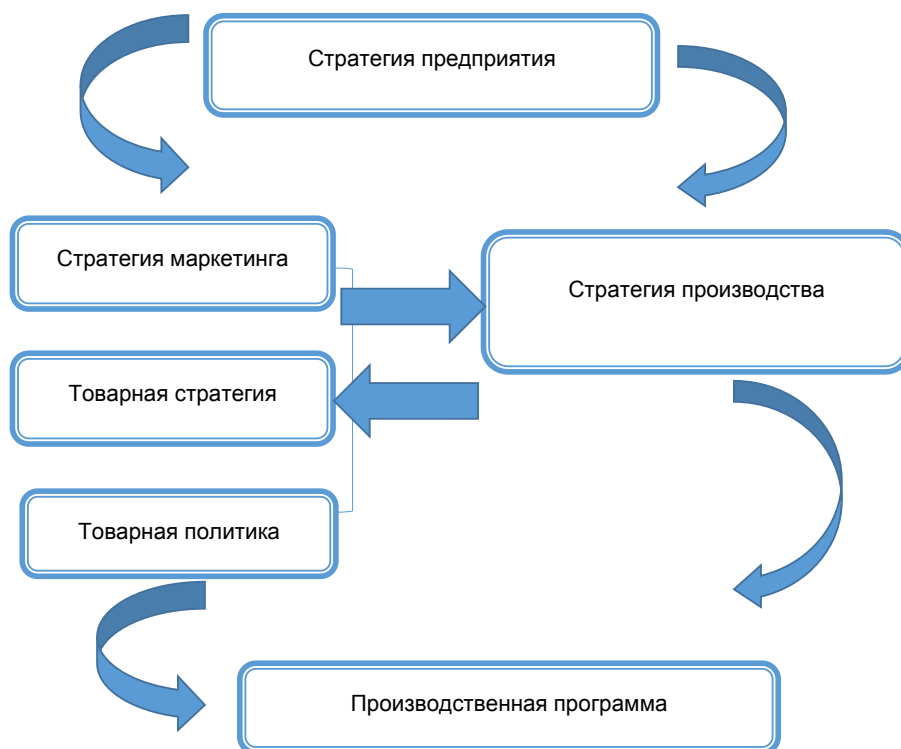 Стратегия предприятия
Стратегия маркетинга
Стратегия производства
Товарная стратегия
Товарная политика
Производственная программа